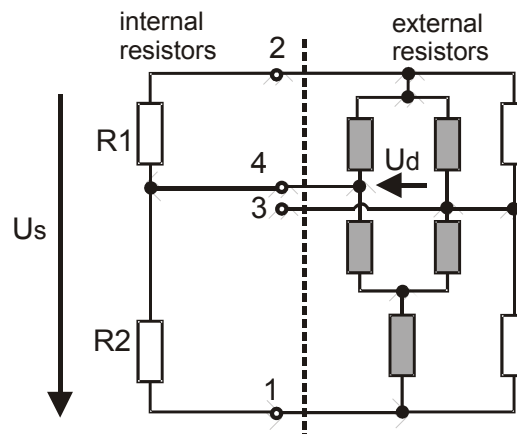 internal
resistors
external
resistors
2
R1
4
Ud
3
Us
R2
1